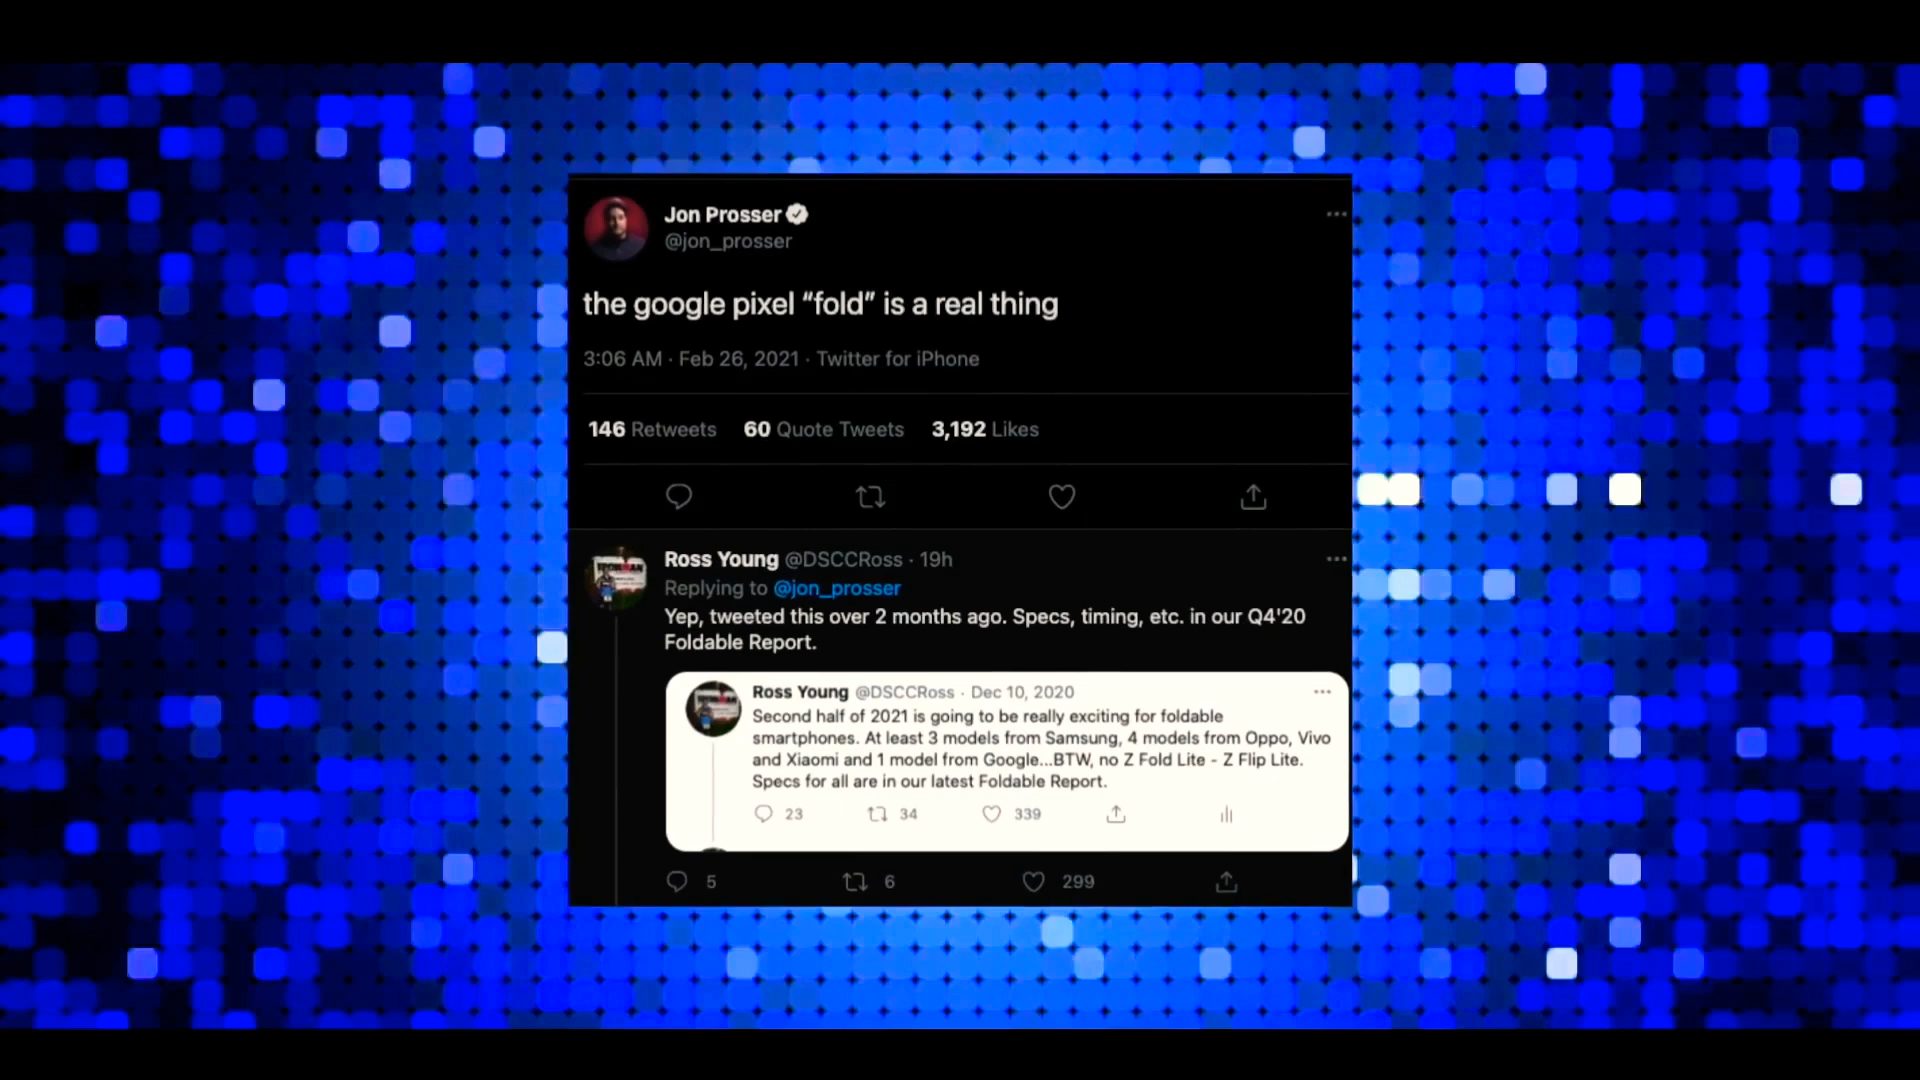 Jon Prosser
@jon_prosser
the google pixel “fold” is a real thing
3:06 AM · Feb 26, 2021 · Twitter for iPhone
146 Retweets 60 Quote Tweets 3,192 Likes
Ross Young @DSCCRoss · 19h
Replying to @jon_prosser
Yep, tweeted this over 2 months ago. Specs, timing, etc. in our Q4'20
Foldable Report.
Ross Young @DSCCRoss · Dec 10, 2020
Second half of 2021 is going to be really exciting for foldable
smartphones. At least 3 models from Samsung, 4 models from Oppo, Vivo
and Xiaomi and 1 model from Google...BTW, no Z Fold Lite - Z Flip Lite.
Specs for all are in our latest Foldable Report.
23 34 339
5 6 299